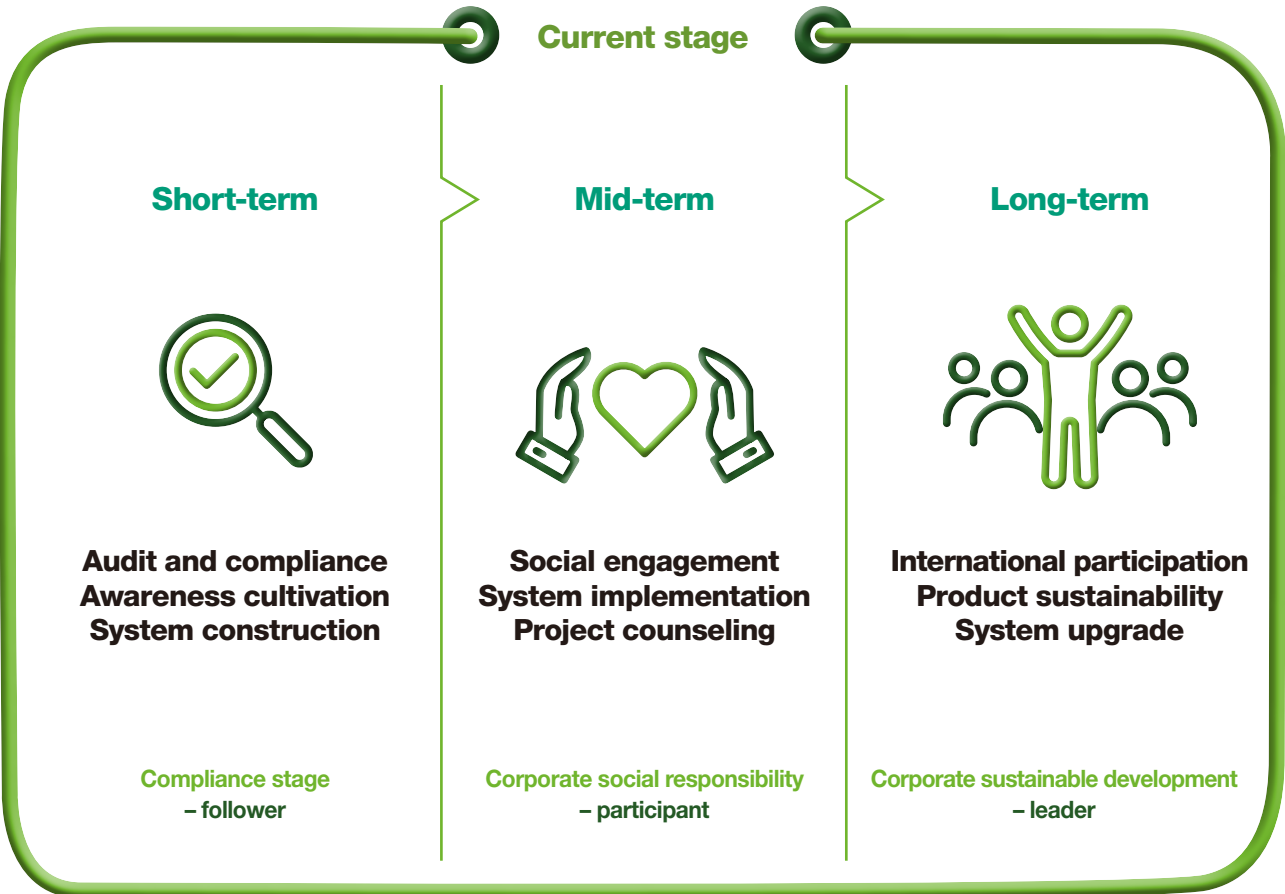 Current stage
Short-term
Audit and compliance
Awareness cultivation
System construction
Compliance stage
– follower
Mid-term
Social engagement
System implementation
Project counseling
Corporate social responsibility
– participant
Long-term
International participation
Product sustainability
System upgrade
Corporate sustainable development
– leader